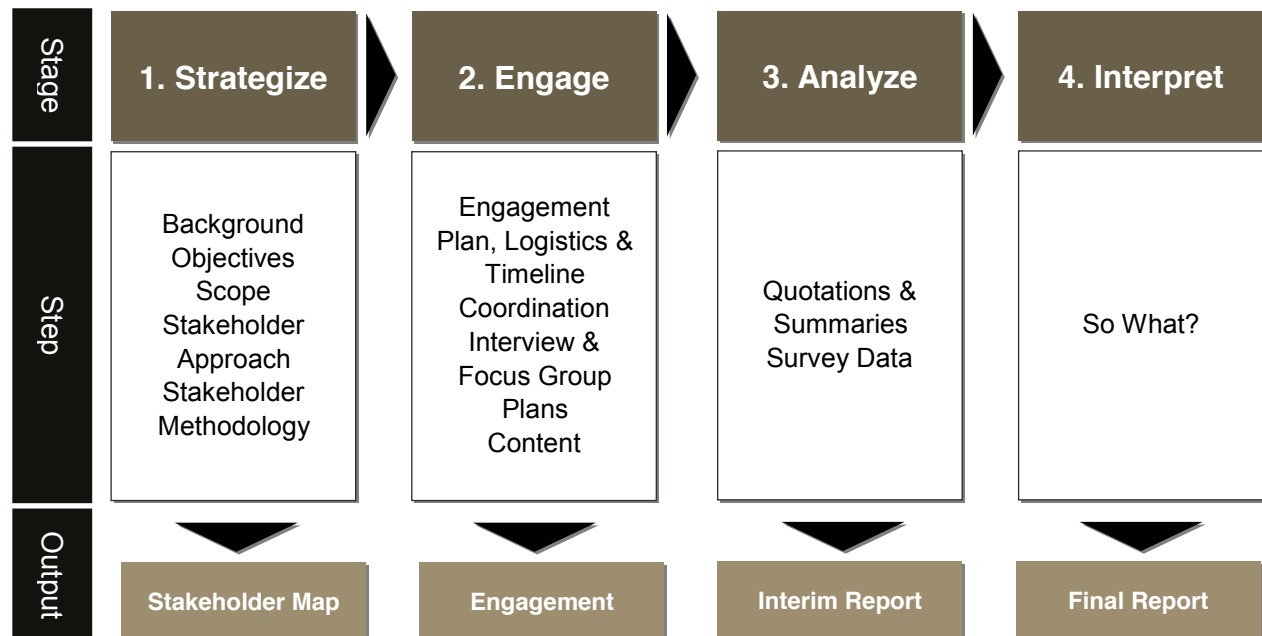 Stage
1. Strategize
2. Engage
3. Analyze
4. Interpret
Step
Background
Objectives
Scope
Stakeholder
Approach
Stakeholder
Methodology
Engagement
Plan, Logistics &
Timeline
Coordination
Interview &
Focus Group
Plans
Content
Quotations &
Summaries
Survey Data
So What?
Output
Stakeholder Map
Engagement
Interim Report
Final Report